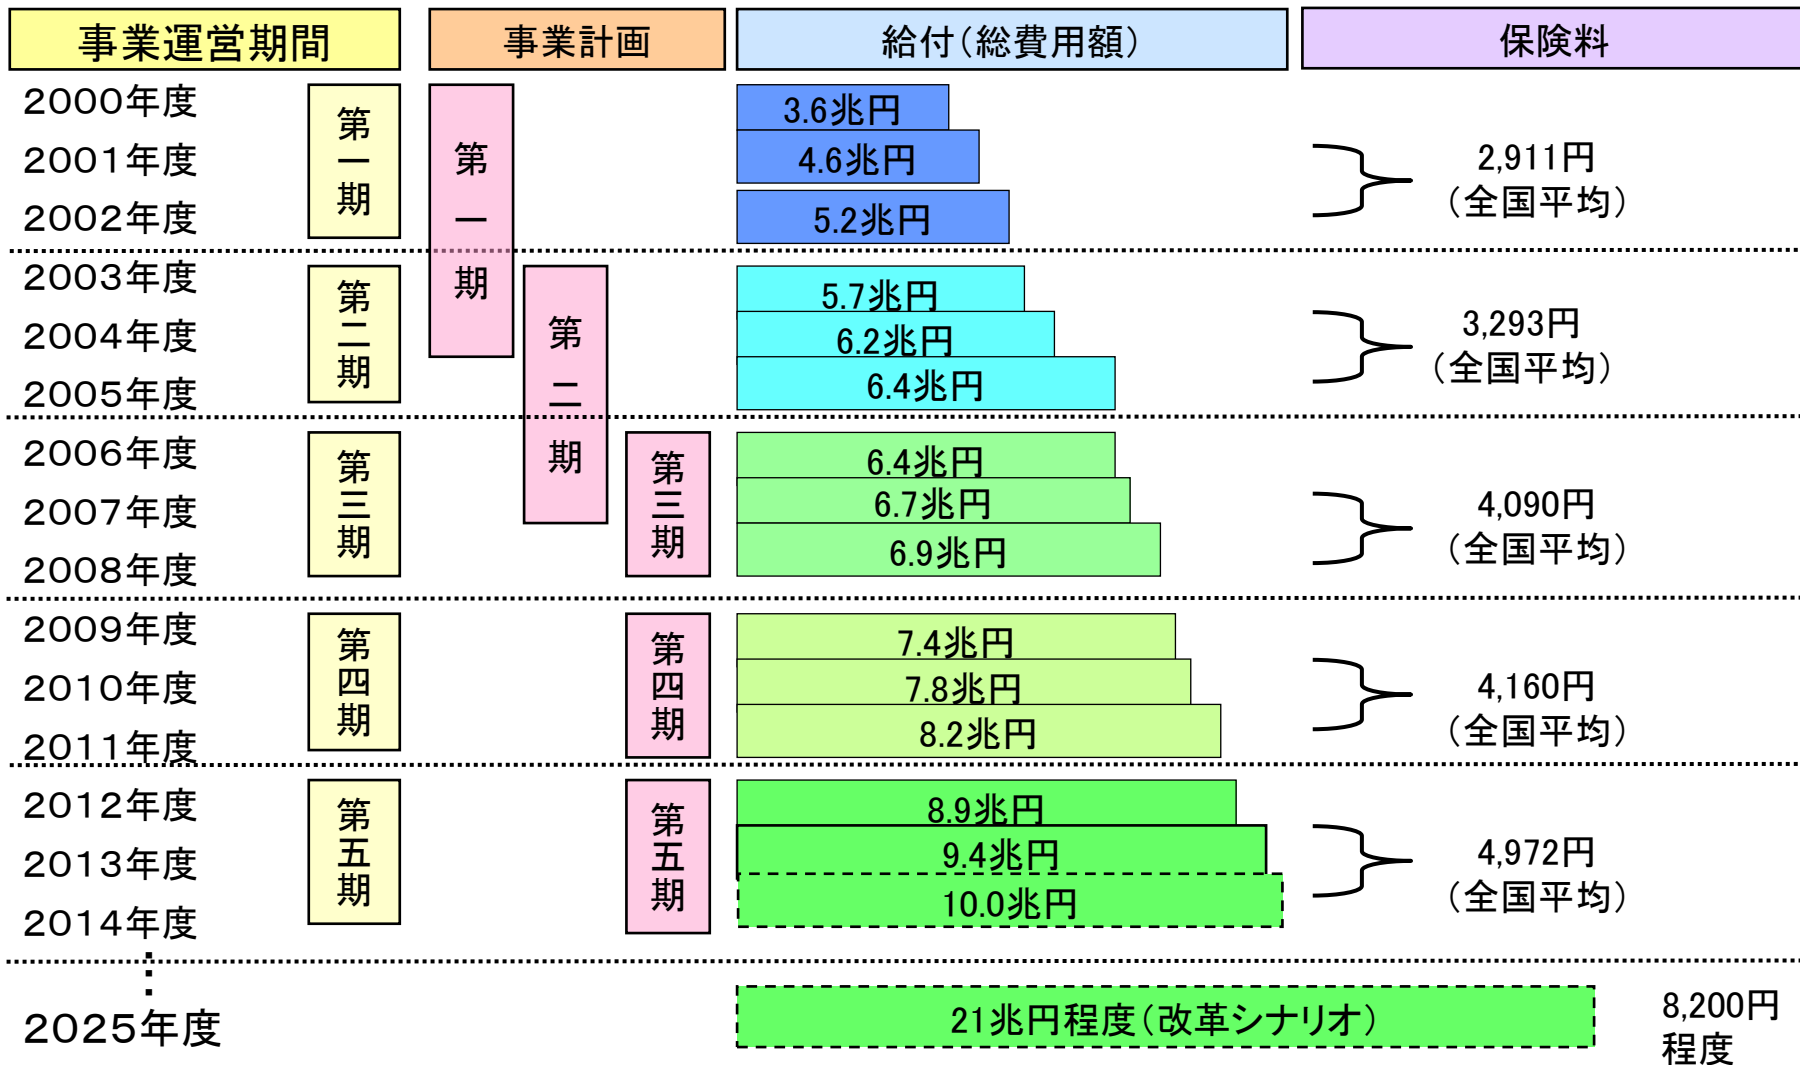 事業運営期間 事業計画 給付（総費用額） 保険料
2000年度
2001年度
2002年度
第一期
第一期
3.6兆円
4.6兆円
5.2兆円
2,911円
（全国平均）
2003年度
2004年度
2005年度
第二期
第二期
5.7兆円
6.2兆円
6.4兆円
3,293円
（全国平均）
2006年度
2007年度
2008年度
第三期
第三期
6.4兆円
6.7兆円
6.9兆円
4,090円
（全国平均）
2009年度
2010年度
2011年度
第四期
第四期
7.4兆円
7.8兆円
8.2兆円
4,160円
（全国平均）
2012年度
2013年度
2014年度
第五期
第五期
8.9兆円
9.4兆円
10.0兆円
4,972円
（全国平均）
2025年度
21兆円程度（改革シナリオ）
8,200円
程度